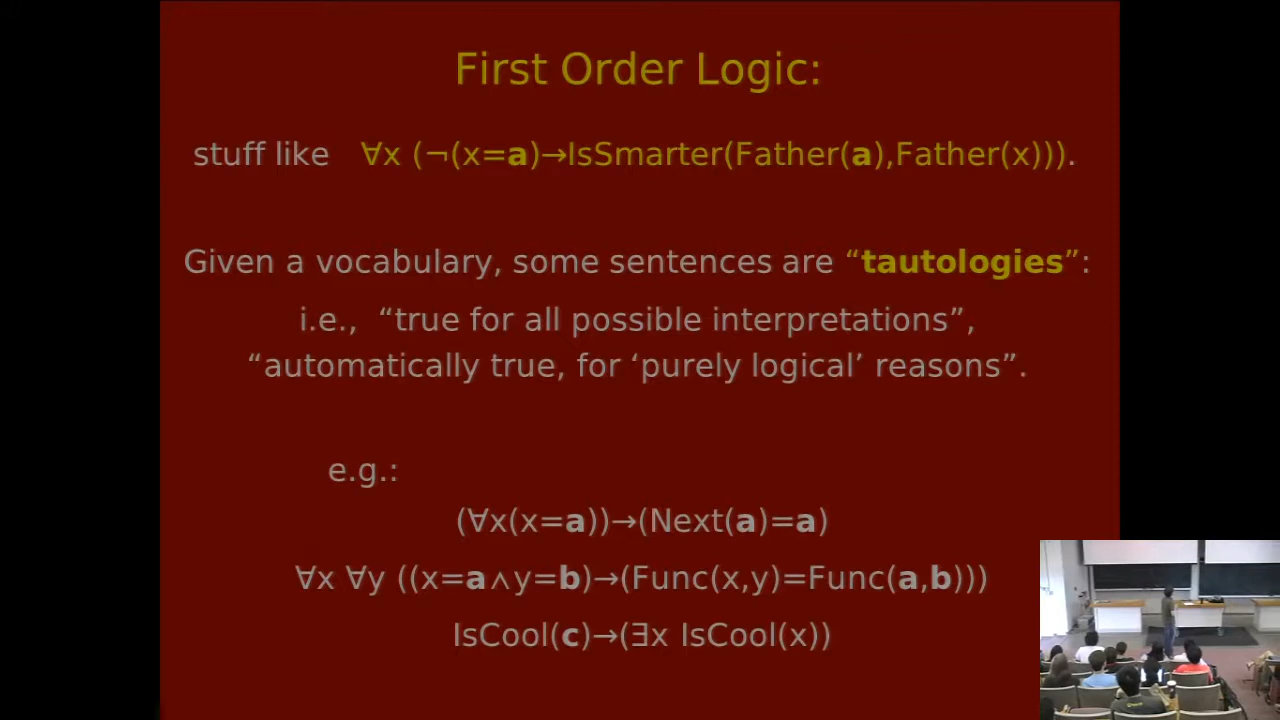 First Order Logic:
stuff like ∀x (¬(x=a)→IsSmarter(Father(a),Father(x))).
Given a vocabulary, some sentences are “tautologies”:
i.e., “true for all possible interpretations”,
“automatically true, for ‘purely logical’ reasons”.
e.g.:
(∀x(x=a))→(Next(a)=a)
∀x ∀y ((x=a∧y=b)→(Func(x,y)=Func(a,b)))
IsCool(c)→(∃x IsCool(x))